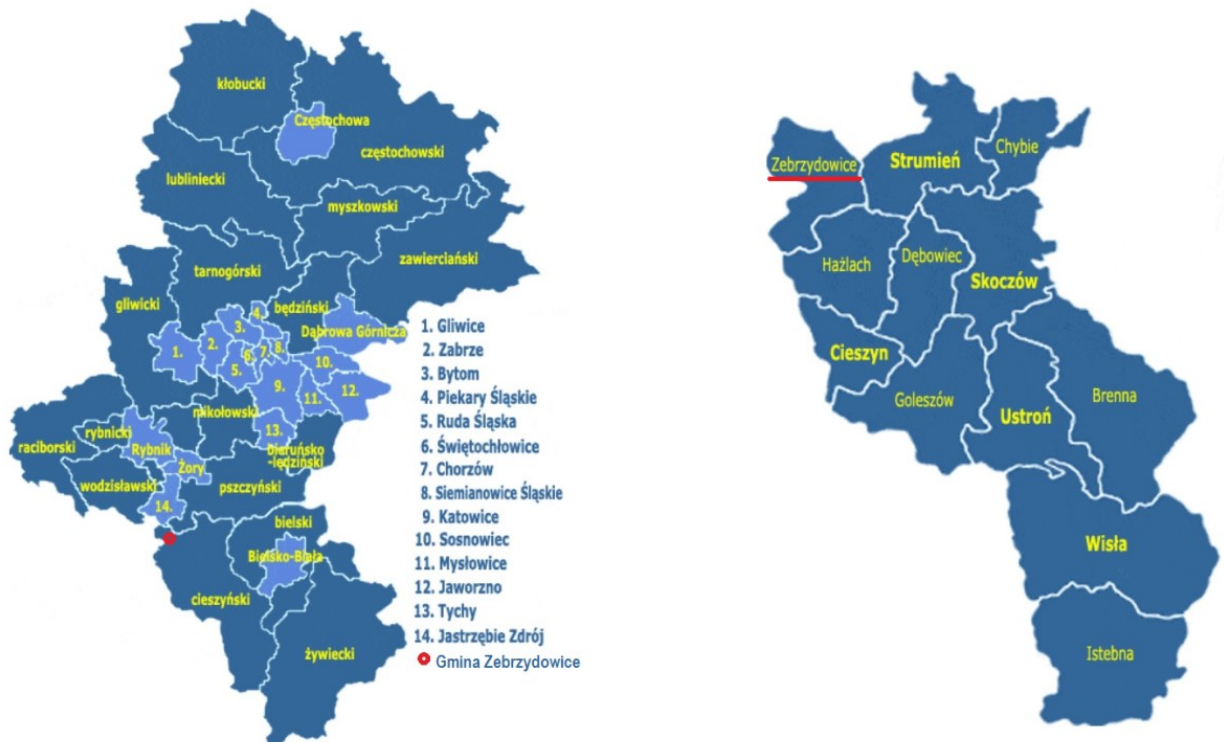 kłobucki
Częstochowa
częstochowski
lubliniecki
myszkowski
zawierciański
tarnogórski
gliwicki
będziński
Dąbrowa Górnicza
4.
3.
2.
1.
8.
7.
6.
5.
10.
9.
11.
12.
mikołowski
13.
rybnicki
Rybnik
raciborski
bieruńsko
-lędziński
Żory
wodzisławski
pszczyński
14.
bielski
Bielsko-Biała
cieszyński
żywiecki
1. Gliwice
2. Zabrze
3. Bytom
4. Piekary Śląskie
5. Ruda Śląska
6. Świętochłowice
7. Chorzów
8. Siemianowice Śląskie
9. Katowice
10. Sosnowiec
11. Mysłowice
12. Jaworzno
13. Tychy
14. Jastrzębie Zdrój
Gmina Zebrzydowice
Zebrzydowice
Strumień
Chybie
Hażlach
Dębowiec
Skoczów
Cieszyn
Goleszów
Ustroń
Brenna
Wisła
Istebna